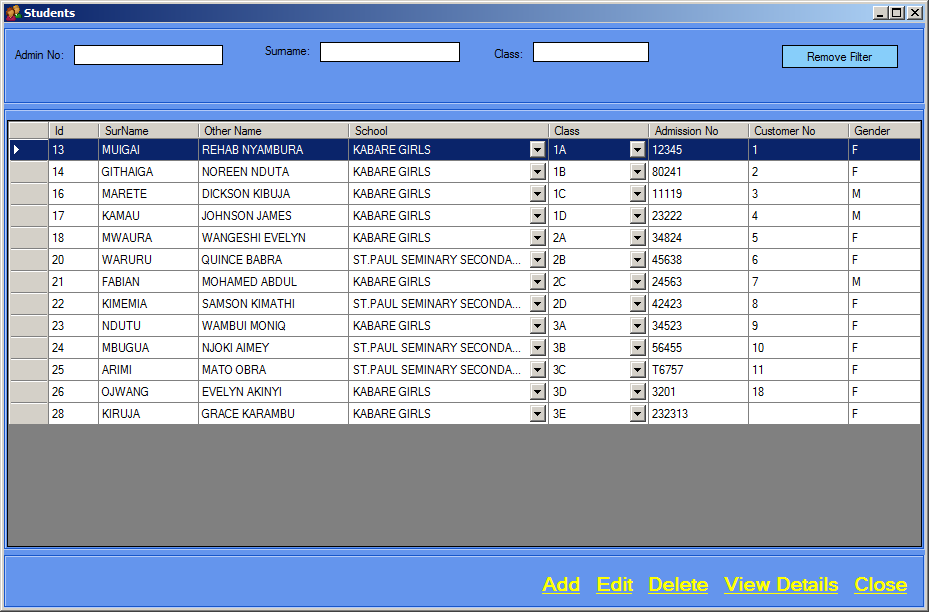 Students
Admin No: Surname: Class: Remove Filter
Id SurName Other Name School Class Admission No Customer No Gender
13 MUIGAI REHAB NYAMBURA KABARE GIRLS 1A 12345 1 F
14 GITHAIGA NOREEN NDUTA KABARE GIRLS 1B 80241 2 F
16 MARETE DICKSON KIBUJA KABARE GIRLS 1C 11119 3 M
17 KAMAU JOHNSON JAMES KABARE GIRLS 1D 23222 4 M
18 MWAURA WANGESHI EVELYN KABARE GIRLS 2A 34824 5 F
20 WARURU QUINCE BABRA ST.PAUL SEMINARY SECONDA... 2B 45638 6 F
21 FABIAN MOHAMED ABDUL KABARE GIRLS 2C 24563 7 M
22 KIMEMIA SAMSON KIMATHI ST.PAUL SEMINARY SECONDA... 2D 42423 8 F
23 NDUTU WAMBUI MONIQ KABARE GIRLS 3A 34523 9 F
24 MBUGUA NJOKI AIMEY ST.PAUL SEMINARY SECONDA... 3B 56455 10 F
25 ARIMI MATO OBRA ST.PAUL SEMINARY SECONDA... 3C T6757 11 F
26 OJWANG EVELYN AKINYI KABARE GIRLS 3D 3201 18 F
28 KIRUJA GRACE KARAMBU KABARE GIRLS 3E 232313 F
Add Edit Delete View Details Close